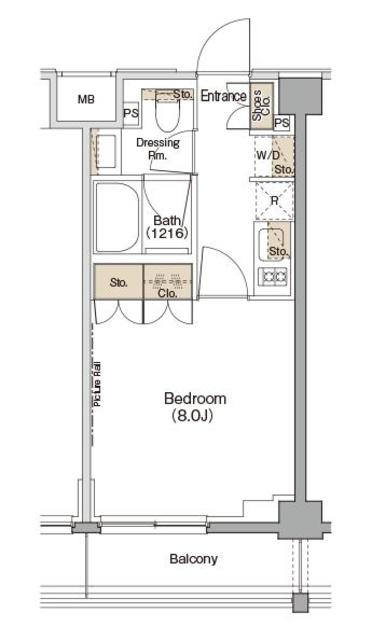 MB
PS
Sto.
Entrance
Shoes
Clo.
PS
Dressing
Rm.
W/D
Sto.
R
Bath
(1216)
Sto.
Sto.
Clo.
Picture Rail
Bedroom
(8.0J)
Balcony